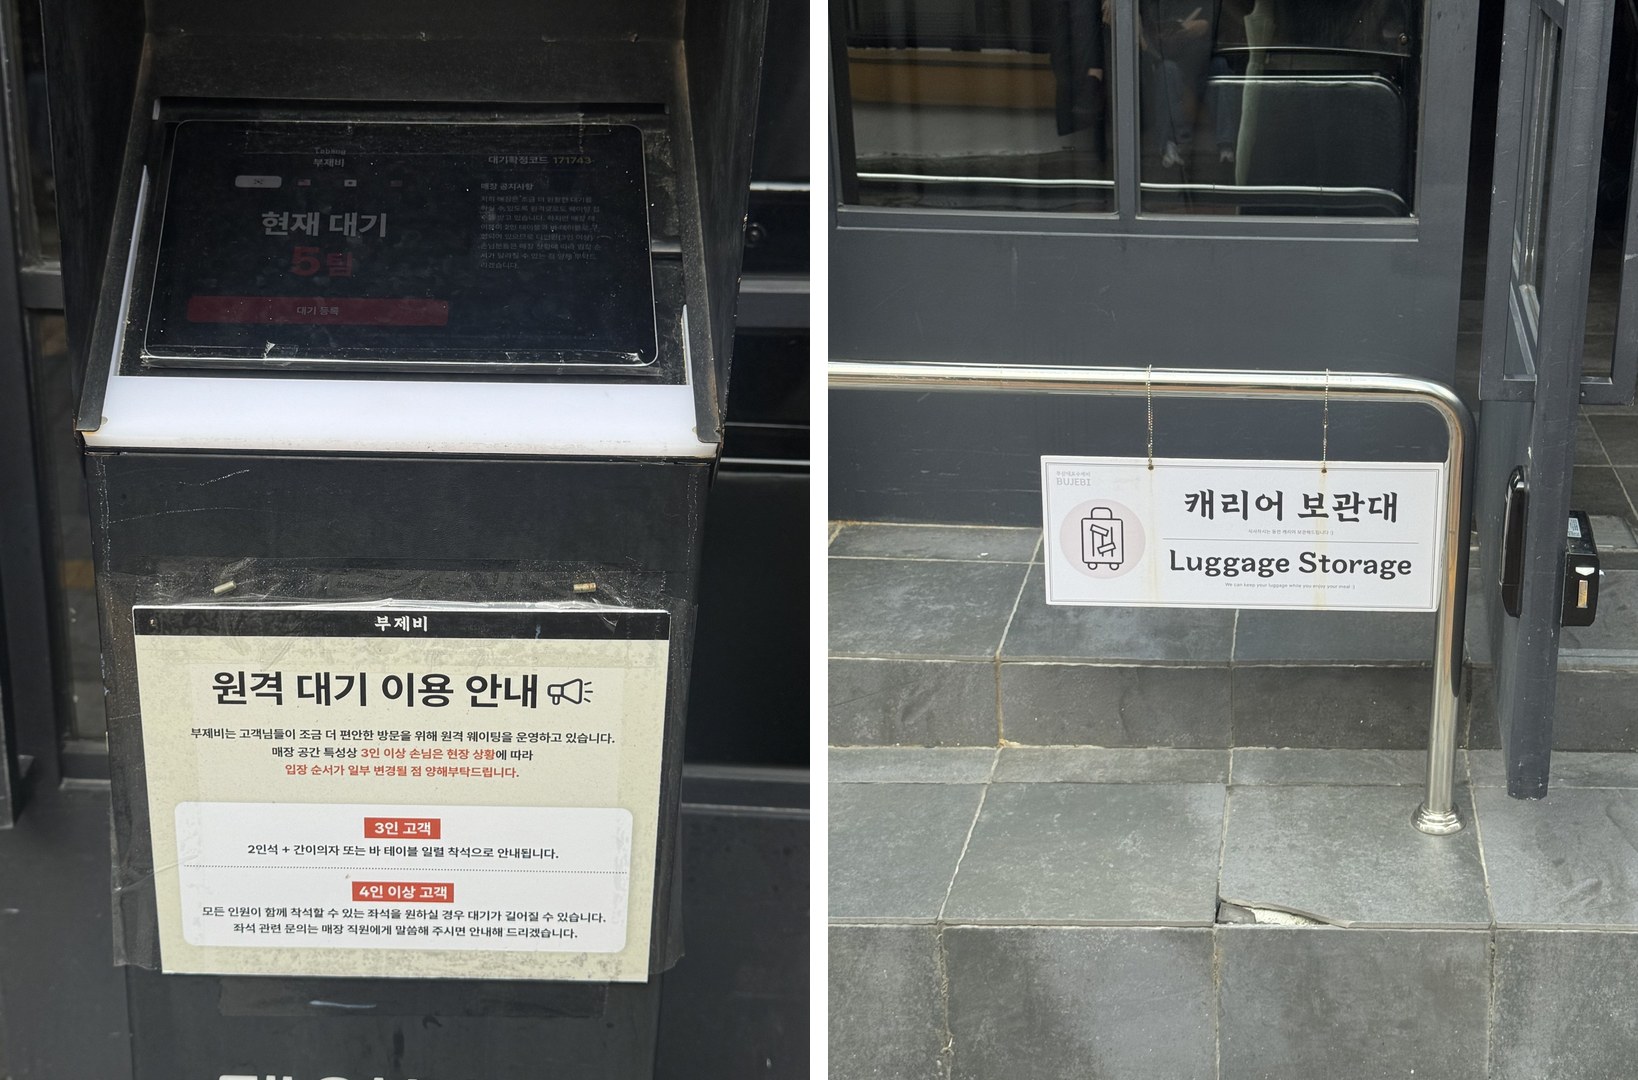 부제비
대기확정코드 171743
매장 공지사항
현재 대기
5팀
대기 등록
부제비
원격 대기 이용 안내
부제비는 고객님들이 조금 더 편안한 방문을 위해 원격 웨이팅을 운영하고 있습니다.
매장 공간 특성상 3인 이상 손님은 현장 상황에 따라
입장 순서가 일부 변경될 점 양해부탁드립니다.
3인 고객
2인석 + 간이의자 또는 바 테이블 일렬 착석으로 안내됩니다.
4인 이상 고객
모든 인원이 함께 착석할 수 있는 좌석을 원하실 경우 대기가 길어질 수 있습니다.
좌석 관련 문의는 매장 직원에게 말씀해 주시면 안내해 드리겠습니다.
BUJEBI
캐리어 보관대
Luggage Storage
We can keep your luggage while you enjoy your meal :)